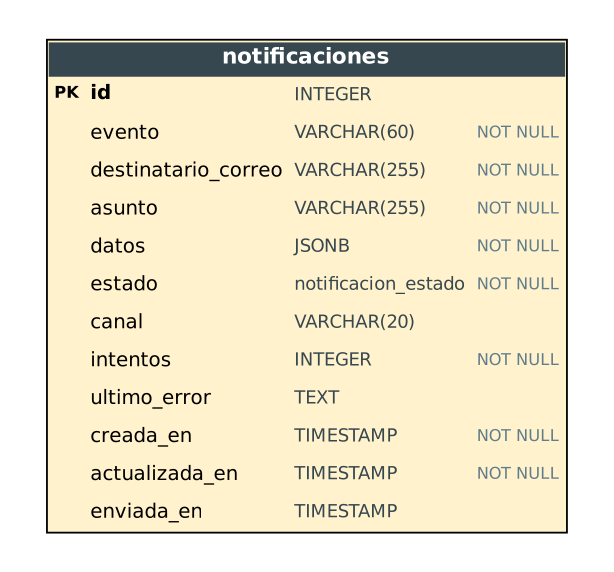 notificaciones
PK id INTEGER
evento VARCHAR(60) NOT NULL
destinatario_correo VARCHAR(255) NOT NULL
asunto VARCHAR(255) NOT NULL
datos JSONB NOT NULL
estado notificacion_estado NOT NULL
canal VARCHAR(20)
intentos INTEGER NOT NULL
ultimo_error TEXT
creada_en TIMESTAMP NOT NULL
actualizada_en TIMESTAMP NOT NULL
enviada_en TIMESTAMP